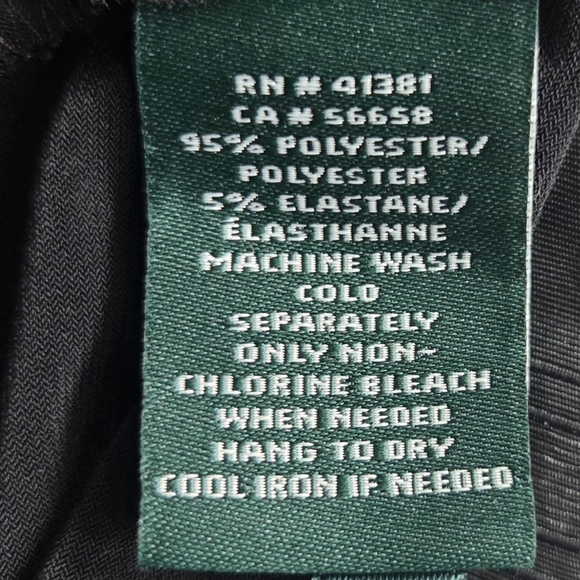 RN # 41381
CA # 56658
95% POLYESTER/
POLYESTER
5% ELASTANE/
ÉLASTHANNE
MACHINE WASH
COLD
SEPARATELY
ONLY NON-
CHLORINE BLEACH
WHEN NEEDED
HANG TO DRY
COOL IRON IF NEEDED